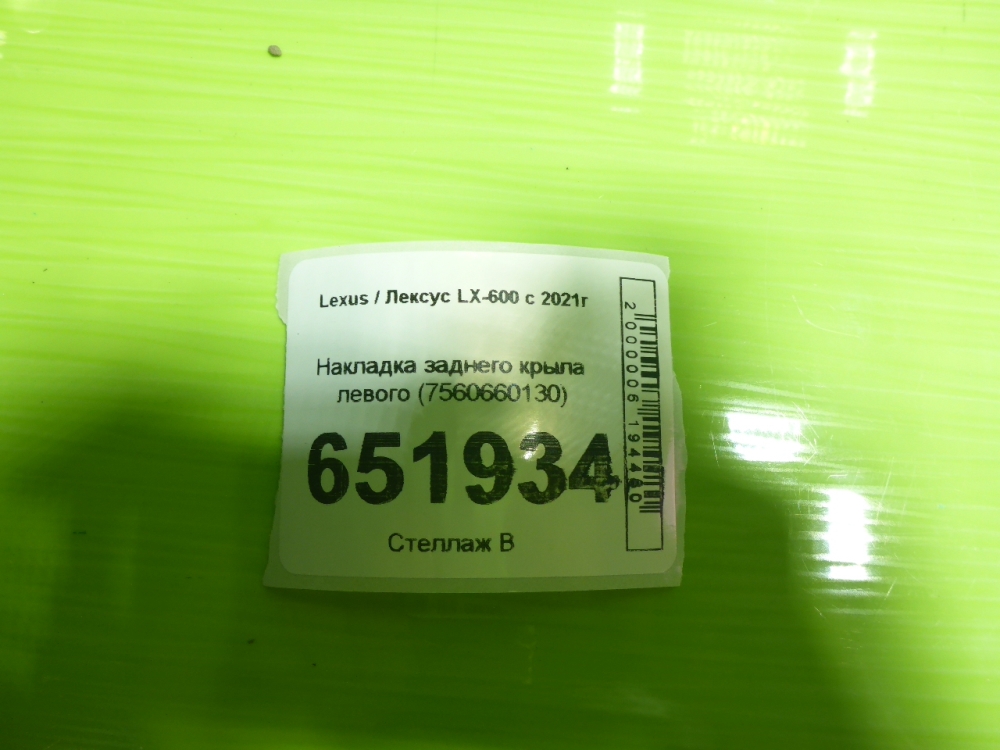 Lexus / Лексус LX-600 с 2021г
Накладка заднего крыла
левого (7560660130)
651934
Стеллаж В
2000006194480